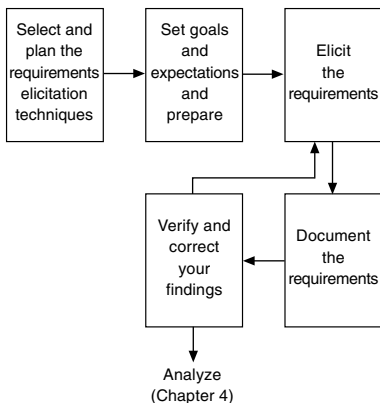 Select and
plan the
requirements
elicitation
techniques
Set goals
and
expectations
and
prepare
Elicit
the
requirements
Verify and
correct
your
findings
Document
the
requirements
Analyze
(Chapter 4)